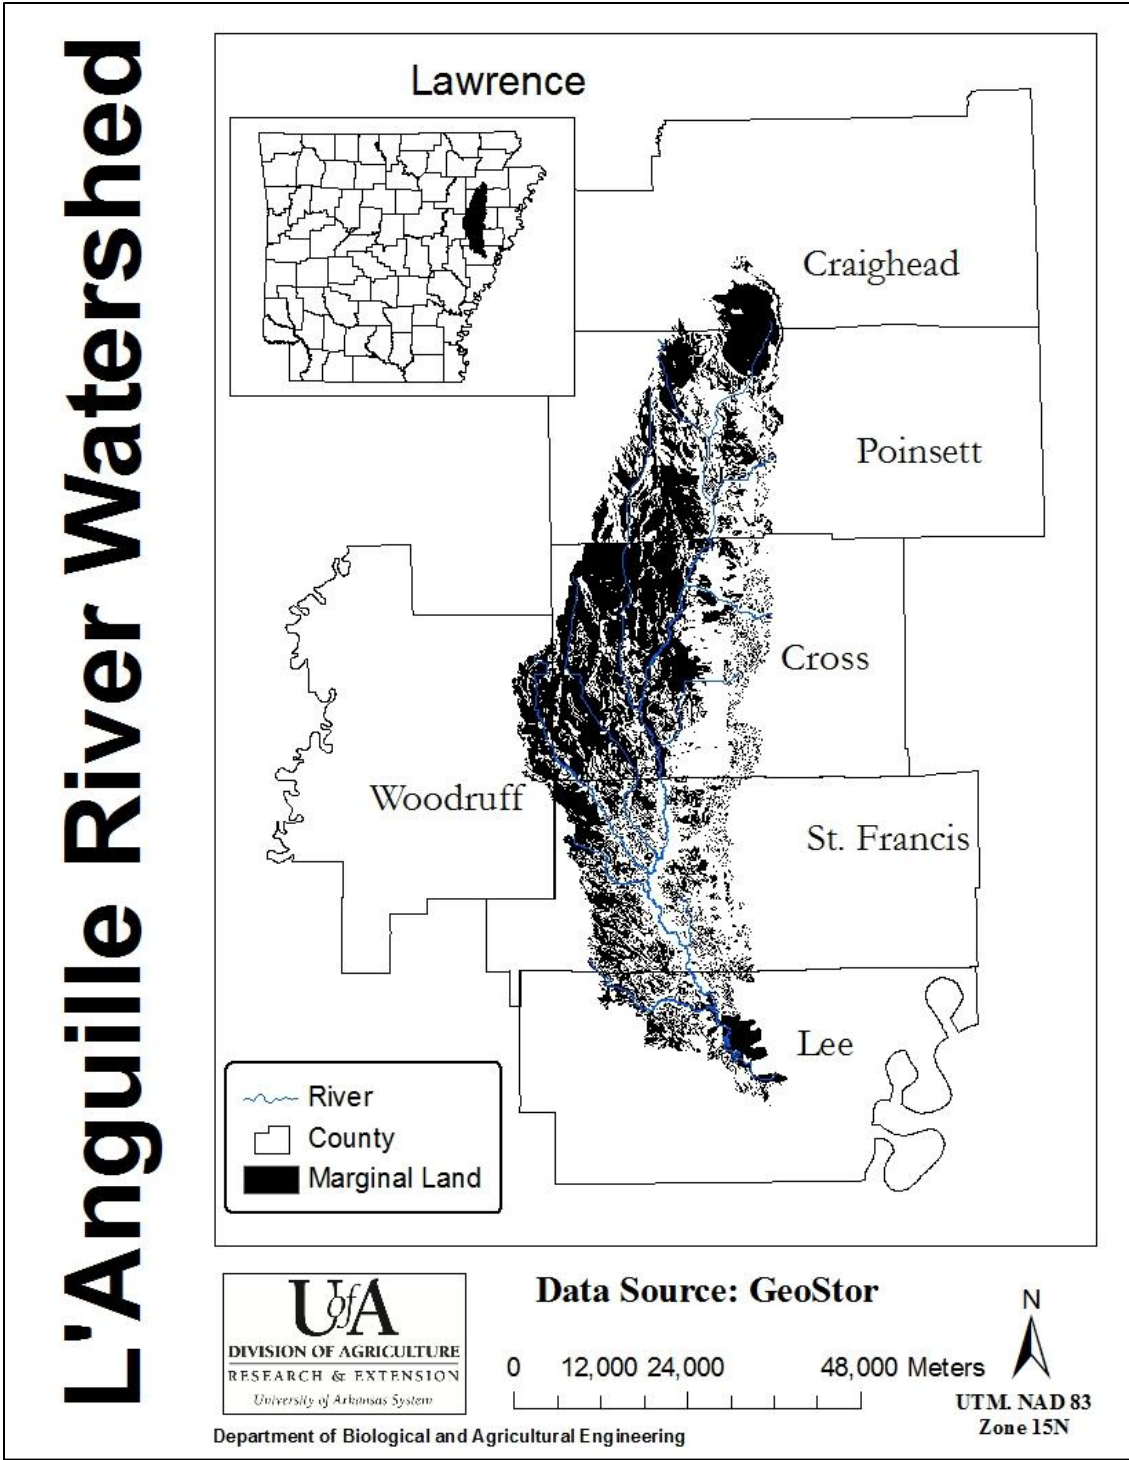 L'Anguille River Watershed
Lawrence
Craighead
Poinsett
Cross
Woodruff
St. Francis
Lee
River
County
Marginal Land
UofA
DIVISION OF AGRICULTURE
RESEARCH & EXTENSION
University of Arkansas System
Department of Biological and Agricultural Engineering
Data Source: GeoStor
0 12,000 24,000 48,000 Meters
N
UTM. NAD 83
Zone 15N